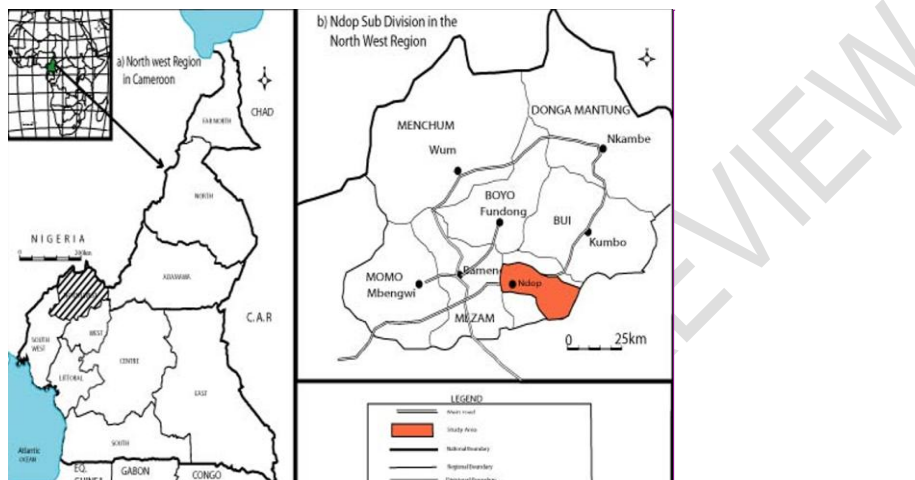 a) North west Region
in Cameroon
CHAD
FAR NORTH
NORTH
NIGERIA
ADAMAWA
C.A.R
SOUTH
WEST
WEST
LITTORAL
CENTRE
EAST
SOUTH
Atlantic
OCEAN
EQ.
GABON
CONGO
b) Ndop Sub Division in the
North West Region
DONGA MANTUNG
MENCHUM
Wum
Nkambe
BOYO
Fundong
BUI
Kumbo
MOMO
Mbengwi
Bamen
Ndop
MEZAM
0 25km
LEGEND
Main road
Study Area
National Boundary
Regional Boundary
REVIEW